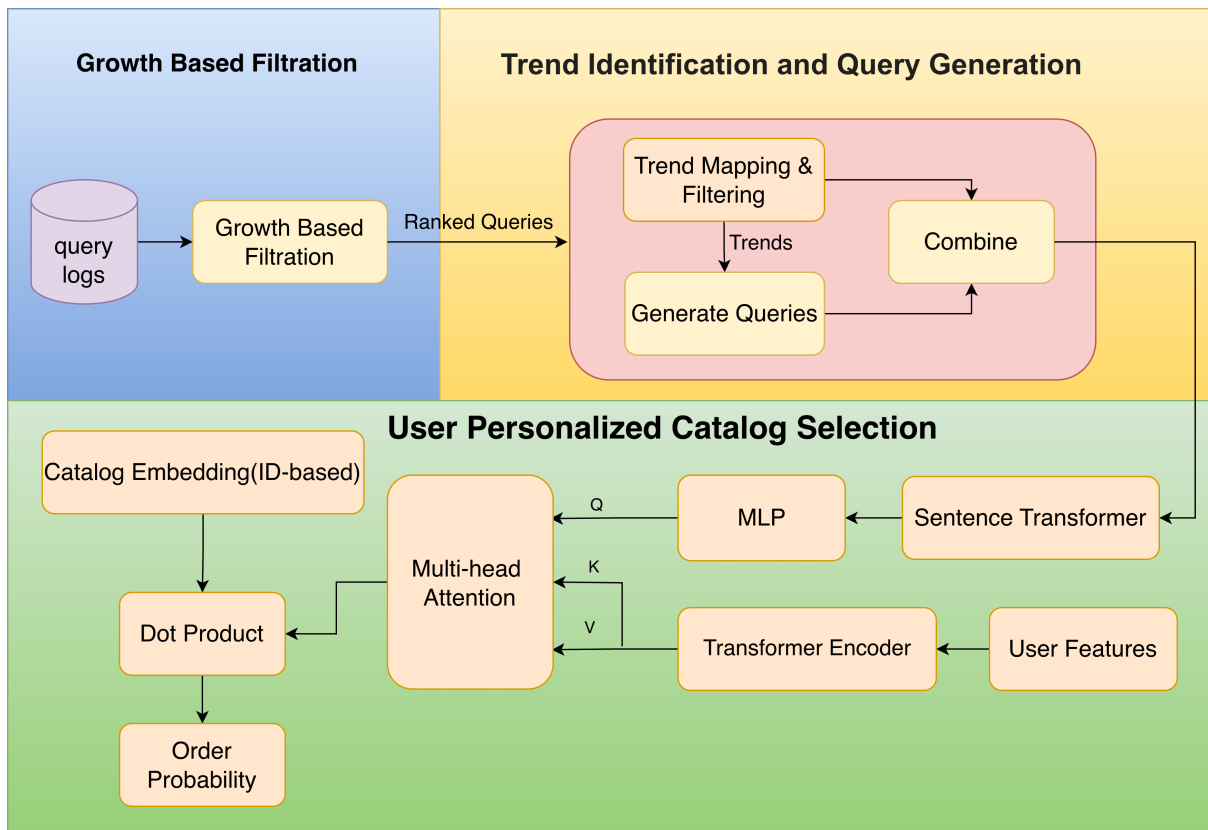 Growth Based Filtration
Trend Identification and Query Generation
query
logs
Growth Based
Filtration
Ranked Queries
Trend Mapping &
Filtering
Trends
Generate Queries
Combine
User Personalized Catalog Selection
Catalog Embedding(ID-based)
Multi-head
Attention
Q
K
V
MLP
Sentence Transformer
Transformer Encoder
User Features
Dot Product
Order
Probability